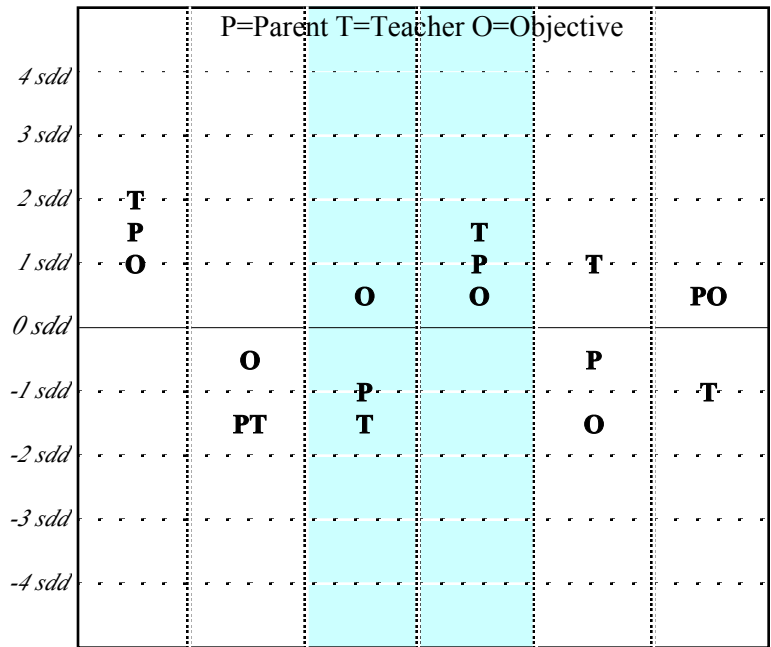 P=Parent T=Teacher O=Objective
4 sdd
3 sdd
2 sdd T
P T
1 sdd O P T
O O PO
0 sdd
O P
-1 sdd P T
PT T O
-2 sdd
-3 sdd
-4 sdd